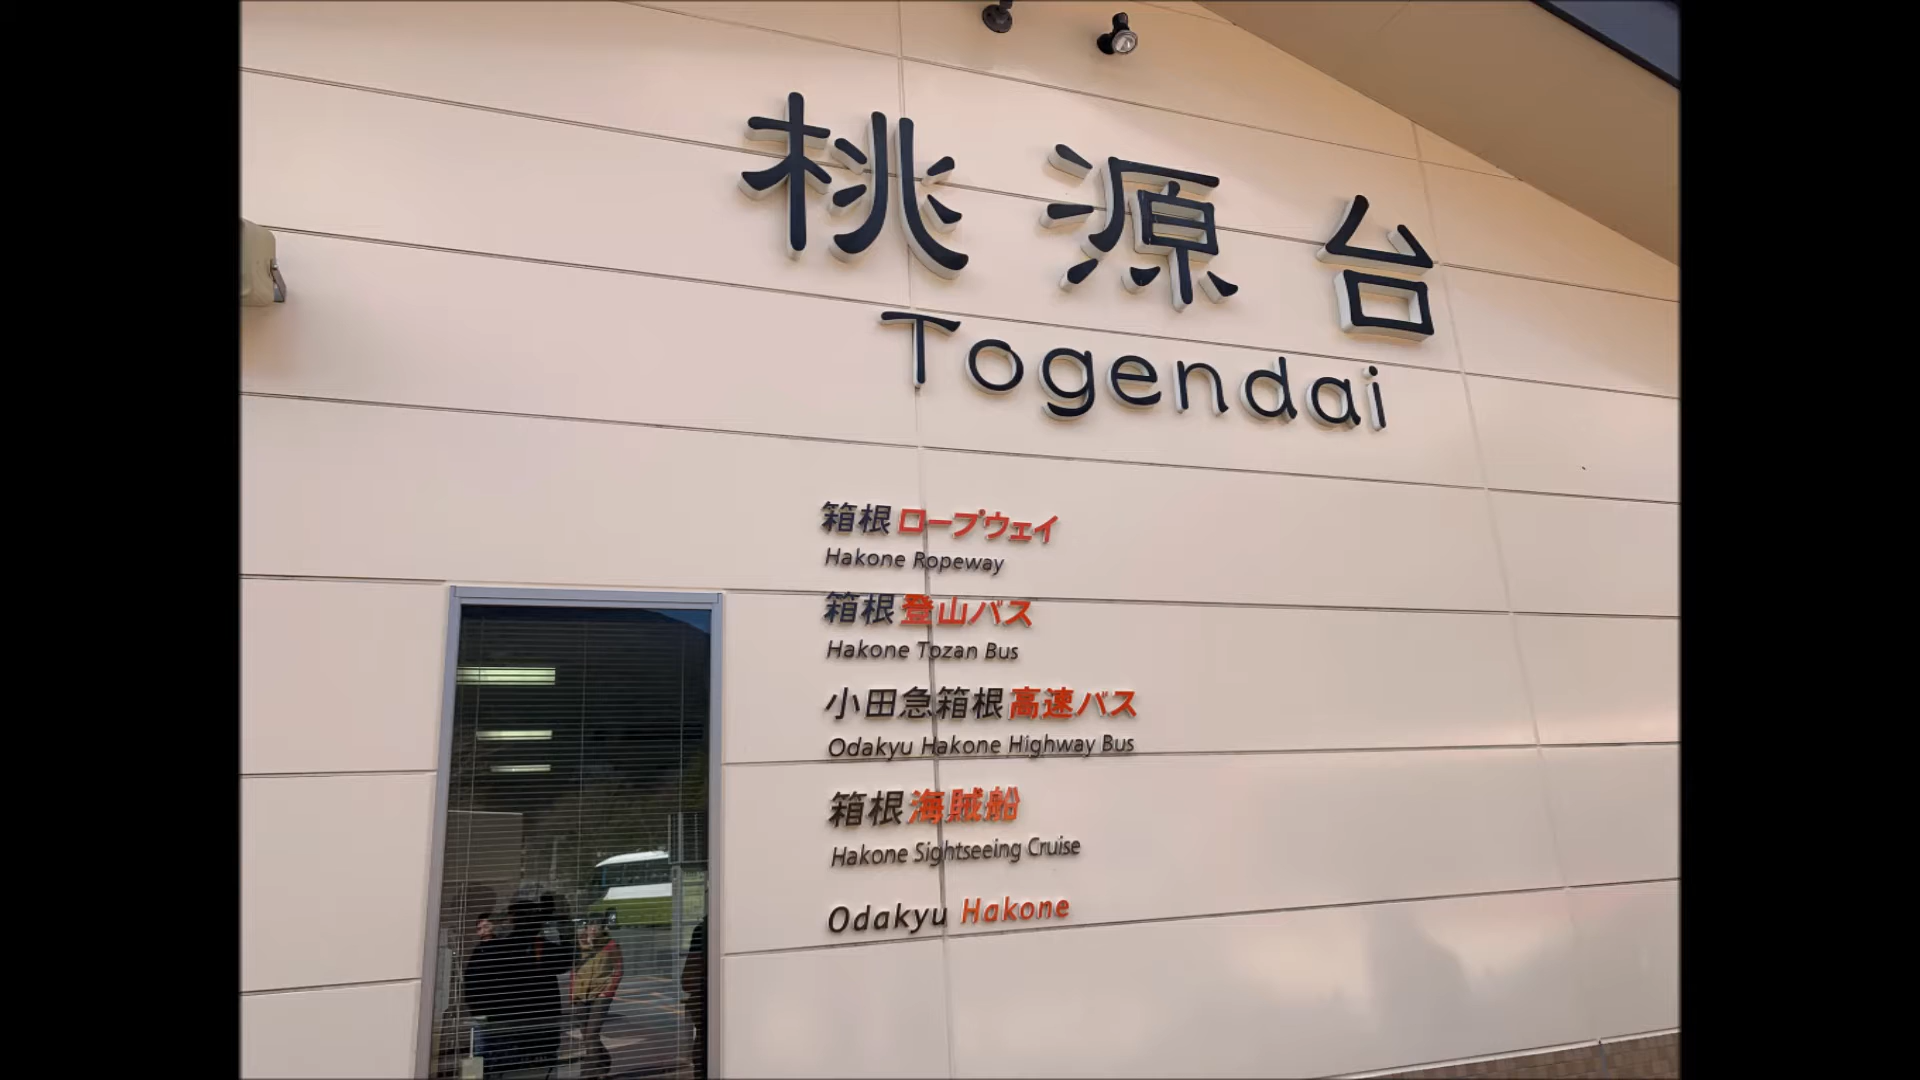 桃源台
Togendai
箱根ロープウェイ
Hakone Ropeway
箱根登山バス
Hakone Tozan Bus
小田急箱根高速バス
Odakyu Hakone Highway Bus
箱根海賊船
Hakone Sightseeing Cruise
Odakyu Hakone